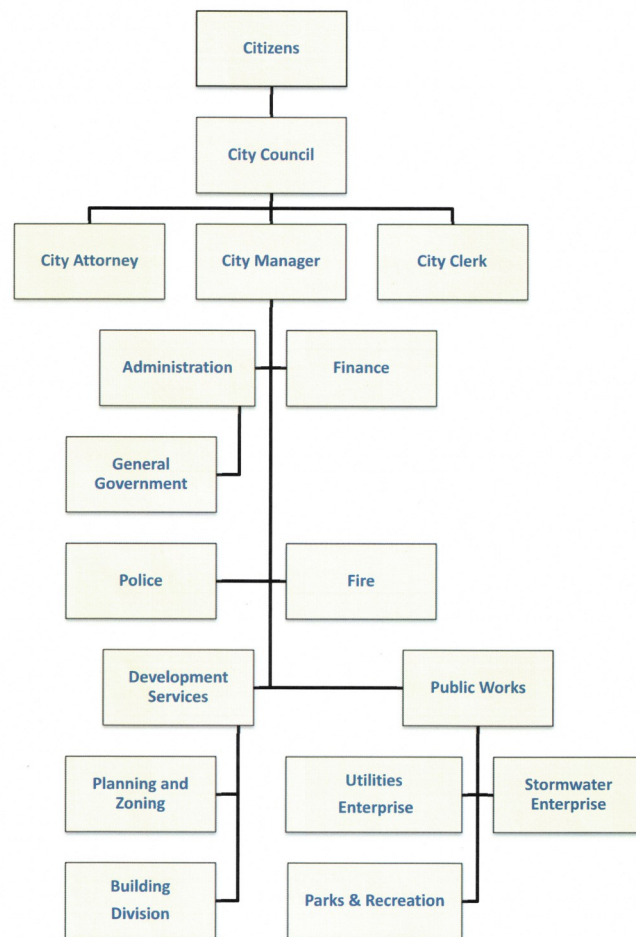 Citizens
City Council
City Attorney
City Manager
City Clerk
Administration
Finance
General
Government
Police
Fire
Development
Services
Public Works
Planning and
Zoning
Utilities
Enterprise
Stormwater
Enterprise
Building
Division
Parks & Recreation